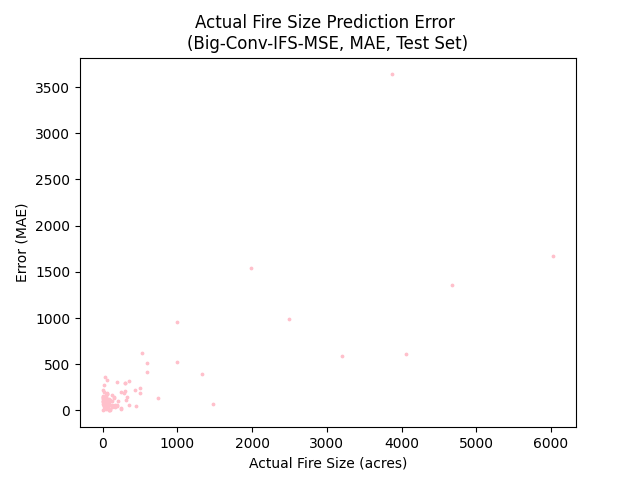 Actual Fire Size Prediction Error
(Big-Conv-IFS-MSE, MAE, Test Set)
3500
3000
2500
2000
1500
1000
500
0
Error (MAE)
0 1000 2000 3000 4000 5000 6000
Actual Fire Size (acres)